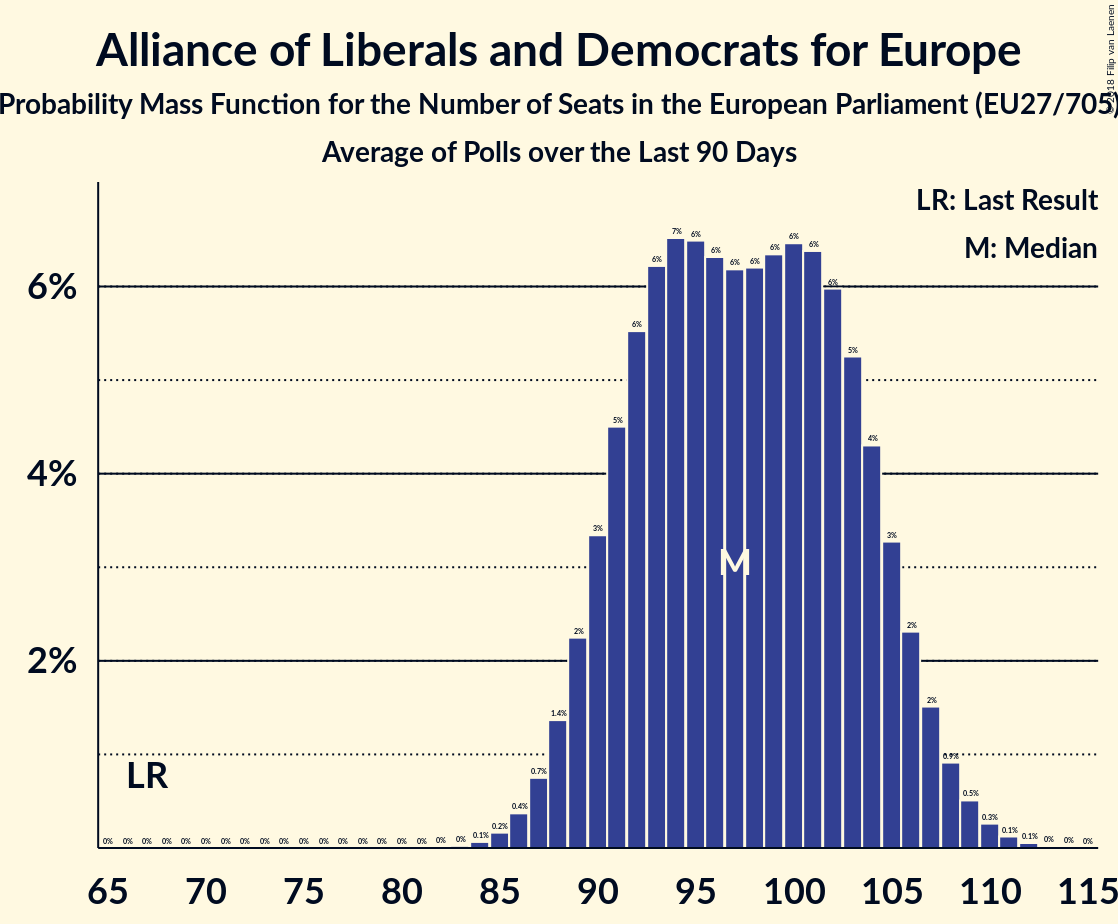 Alliance of Liberals and Democrats for Europe
Probability Mass Function for the Number of Seats in the European Parliament (EU27/705)
Average of Polls over the Last 90 Days
LR: Last Result
M: Median
6%
4%
2%
0% 0% 0% 0% 0% 0% 0% 0% 0% 0% 0% 0% 0% 0% 0% 0% 0% 0% 0% 0.1% 0.2% 0.4% 0.7% 1.4% 2% 3% 5% 6% 6% 7% 6% 6% 6% 6% 6% 6% 6% 6% 5% 4% 3% 2% 2% 0.9% 0.5% 0.3% 0.1% 0.1% 0% 0% 0%
M
LR
65 70 75 80 85 90 95 100 105 110 115
2018 Filip van Laenen